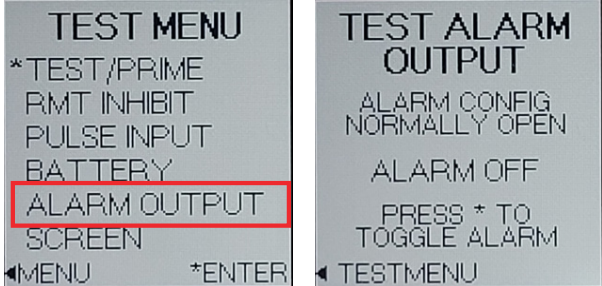 TEST MENU
*TEST/PRIME
RMT INHIBIT
PULSE INPUT
BATTERY
ALARM OUTPUT
SCREEN
◀MENU *ENTER
TEST ALARM
OUTPUT
ALARM CONFIG
NORMALLY OPEN
ALARM OFF
PRESS * TO
TOGGLE ALARM
◀ TESTMENU